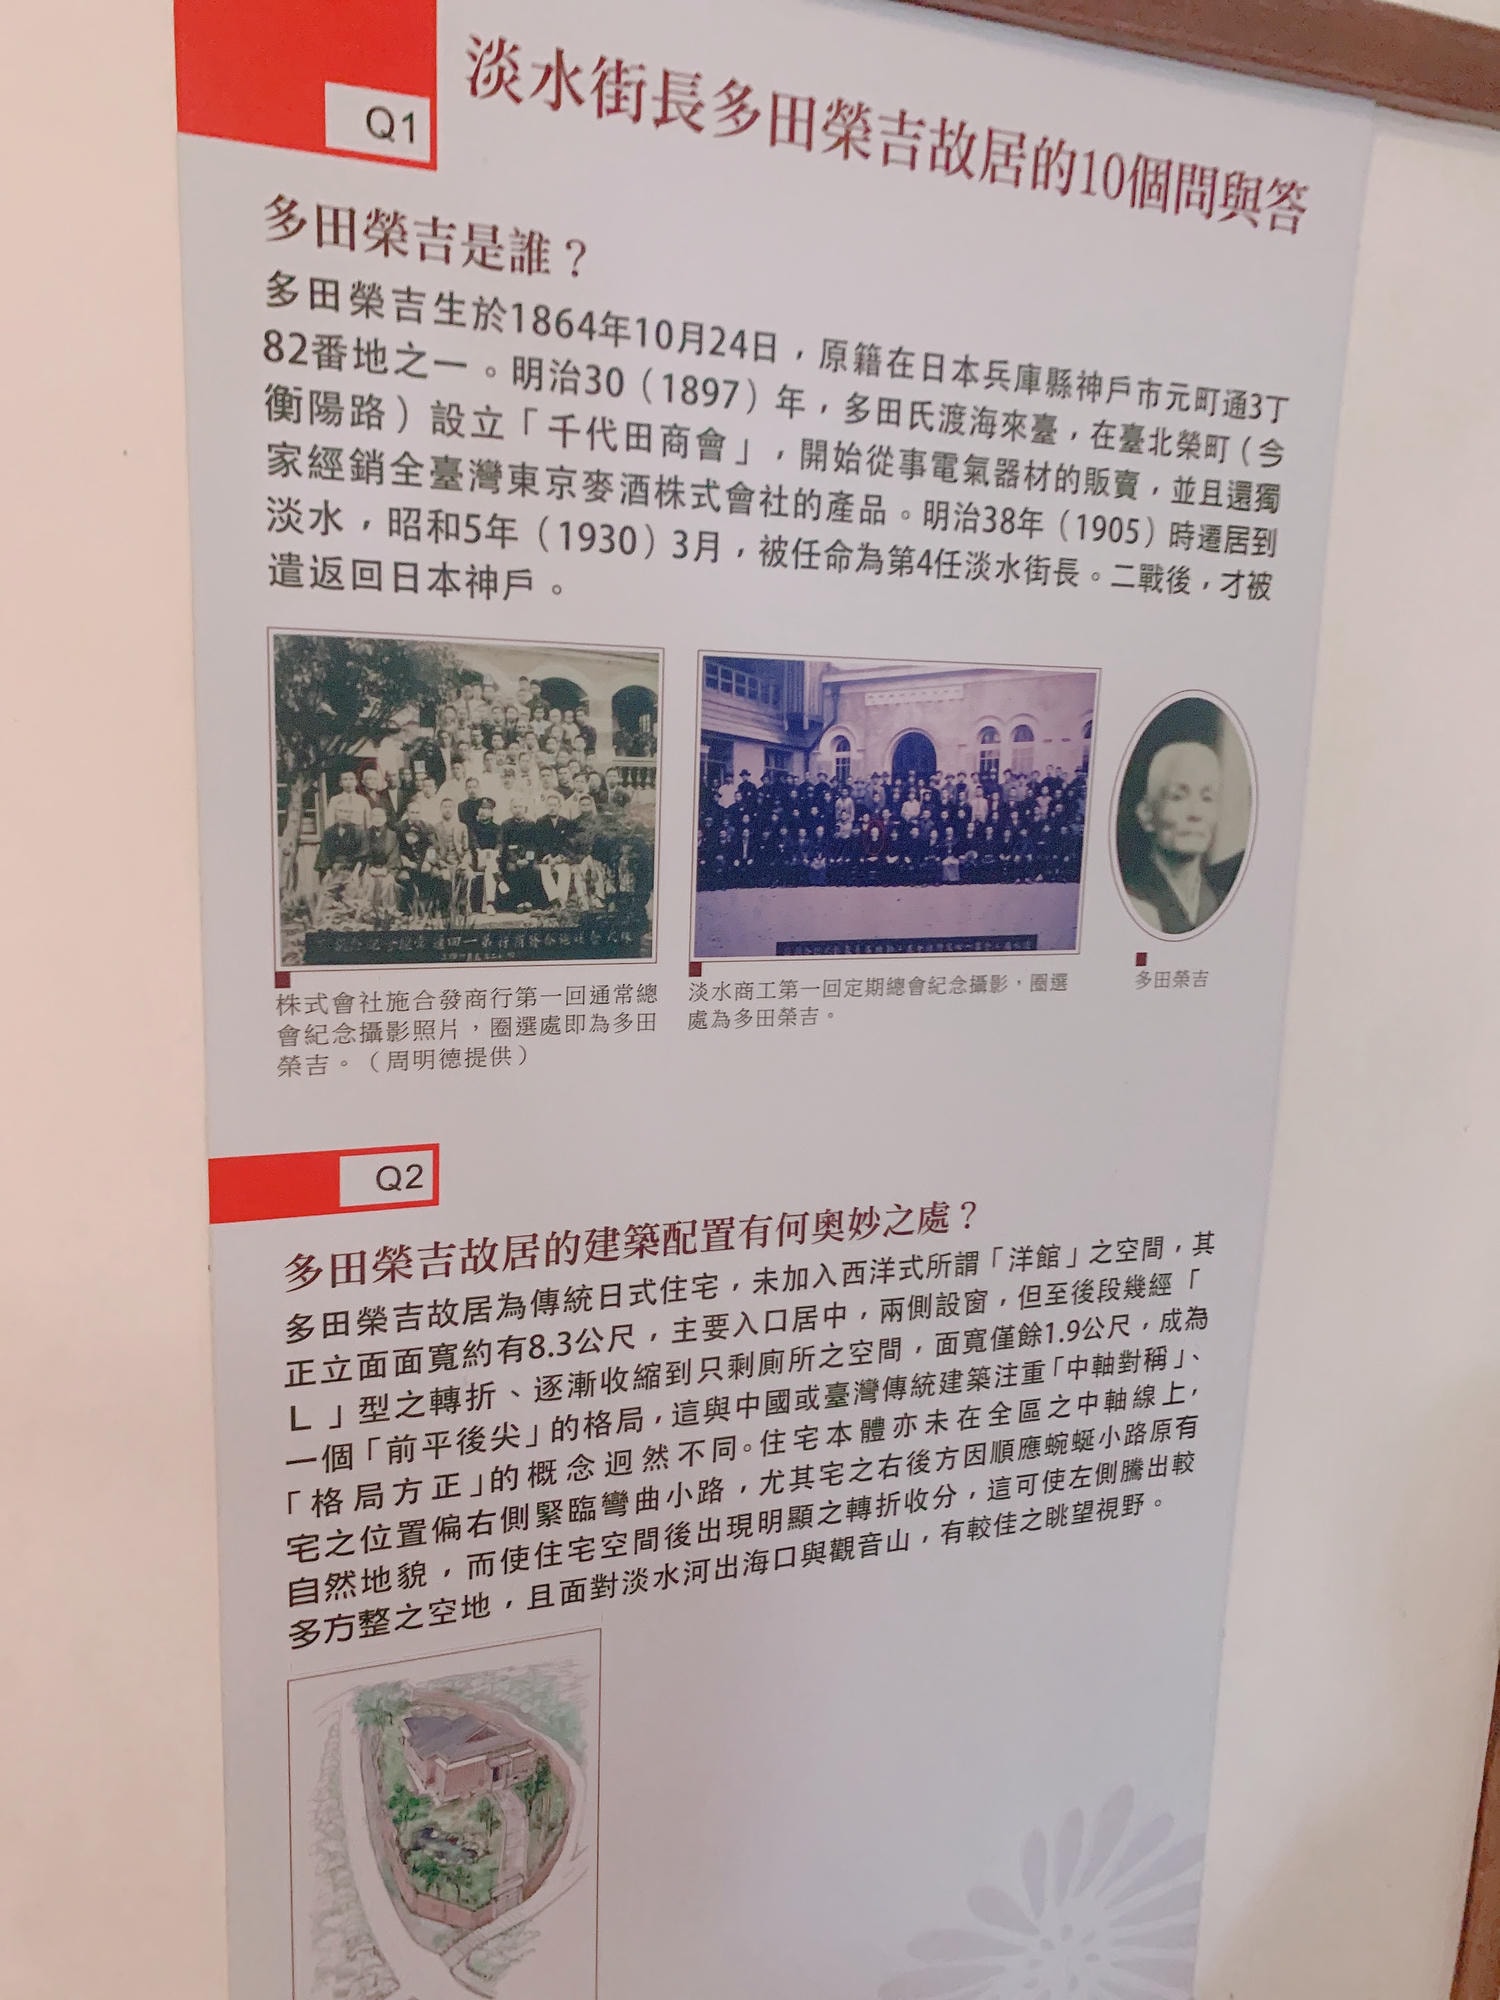 Q1
淡水街長多田榮吉故居的10個問與答
多田榮吉是誰？
多田榮吉生於1864年10月24日，原籍在日本兵庫縣神戶市元町通3丁
82番地之一。明治30（1897）年，多田氏渡海來臺，在臺北榮町（今
衡陽路）設立「千代田商會」，開始從事電氣器材的販賣，並且還獨
家經銷全臺灣東京麥酒株式會社的產品。明治38年（1905）時遷居到
淡水，昭和5年（1930）3月，被任命為第4任淡水街長。二戰後，才被
遣返回日本神戶。
株式會社施合發商行第一回通常總
會紀念攝影照片，圈選處即為多田
榮吉。（周明德提供）
淡水商工第一回定期總會紀念攝影，圈選
處為多田榮吉。
多田榮吉
Q2
多田榮吉故居的建築配置有何奧妙之處？
多田榮吉故居為傳統日式住宅，未加入西洋式所謂「洋館」之空間，其
正立面面寬約有8.3公尺，主要入口居中，兩側設窗，但至後段幾經「
L」型之轉折、逐漸收縮到只剩廁所之空間，面寬僅餘1.9公尺，成為
一個「前平後尖」的格局，這與中國或臺灣傳統建築注重「中軸對稱」、
「格局方正」的概念迥然不同。住宅本體亦未在全區之中軸線上，
宅之位置偏右側緊臨彎曲小路，尤其宅之右後方因順應蜿蜒小路原有
自然地貌，而使住宅空間後出現明顯之轉折收分，這可使左側騰出較
多方整之空地，且面對淡水河出海口與觀音山，有較佳之眺望視野。